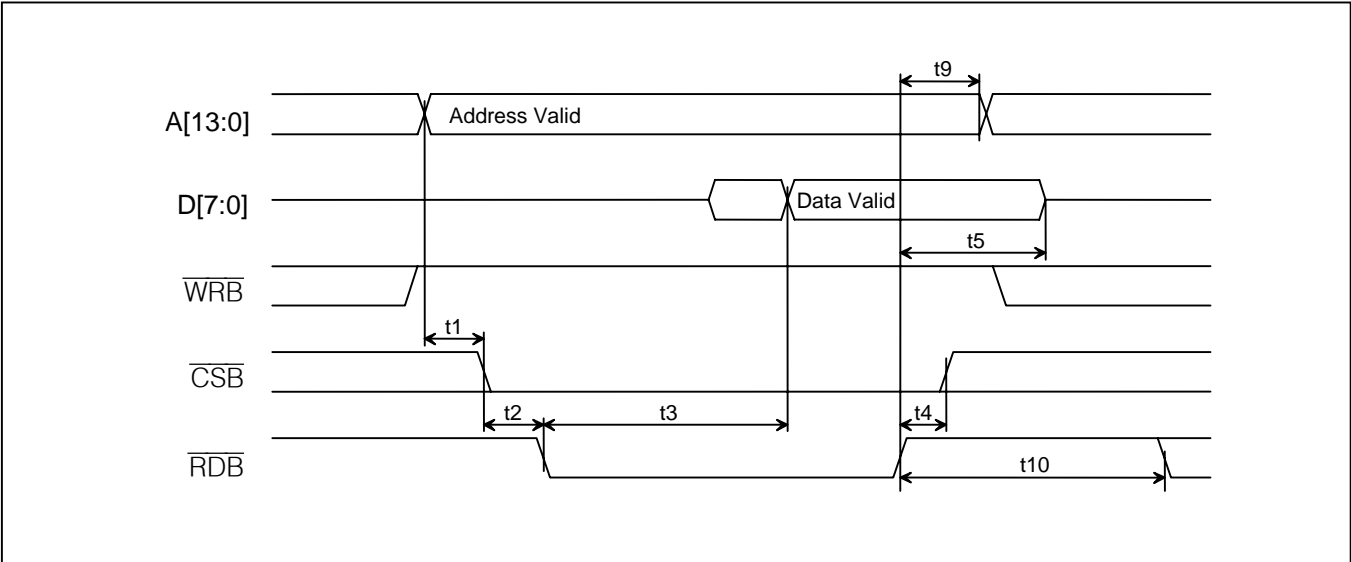 t9
A[13:0]
Address Valid
D[7:0]
Data Valid
t5
WRB
t1
CSB
t2
t3
t4
RDB
t10